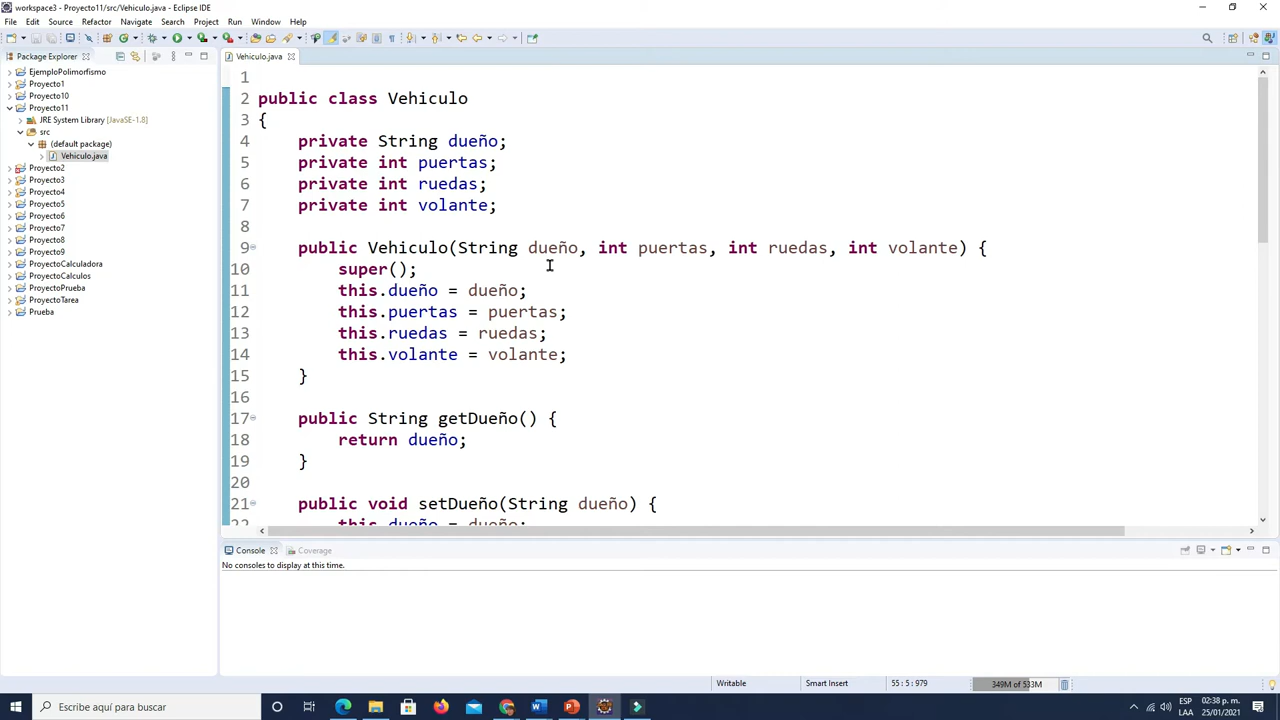 workspace3 - Proyecto11/src/Vehiculo.java - Eclipse IDE
File Edit Source Refactor Navigate Search Project Run Window Help
Package Explorer
Vehiculo.java
EjemploPolimorfismo
Proyecto1
Proyecto10
Proyecto11
JRE System Library [JavaSE-1.8]
src
(default package)
Vehiculo.java
Proyecto2
Proyecto3
Proyecto4
Proyecto5
Proyecto6
Proyecto7
Proyecto8
Proyecto9
ProyectoCalculadora
ProyectoCalculos
ProyectoPrueba
ProyectoTarea
Prueba
1
2 public class Vehiculo
3 {
4 private String dueño;
5 private int puertas;
6 private int ruedas;
7 private int volante;
8
9 public Vehiculo(String dueño, int puertas, int ruedas, int volante) {
10 super();
11 this.dueño = dueño;
12 this.puertas = puertas;
13 this.ruedas = ruedas;
14 this.volante = volante;
15 }
16
17 public String getDueño() {
18 return dueño;
19 }
20
21 public void setDueño(String dueño) {
22 this.dueño = dueño;
Console Coverage
No consoles to display at this time.
Writable Smart Insert 55 : 5 : 979 349M of 533M
Escribe aquí para buscar
ESP 02:38 p. m.
LAA 25/01/2021